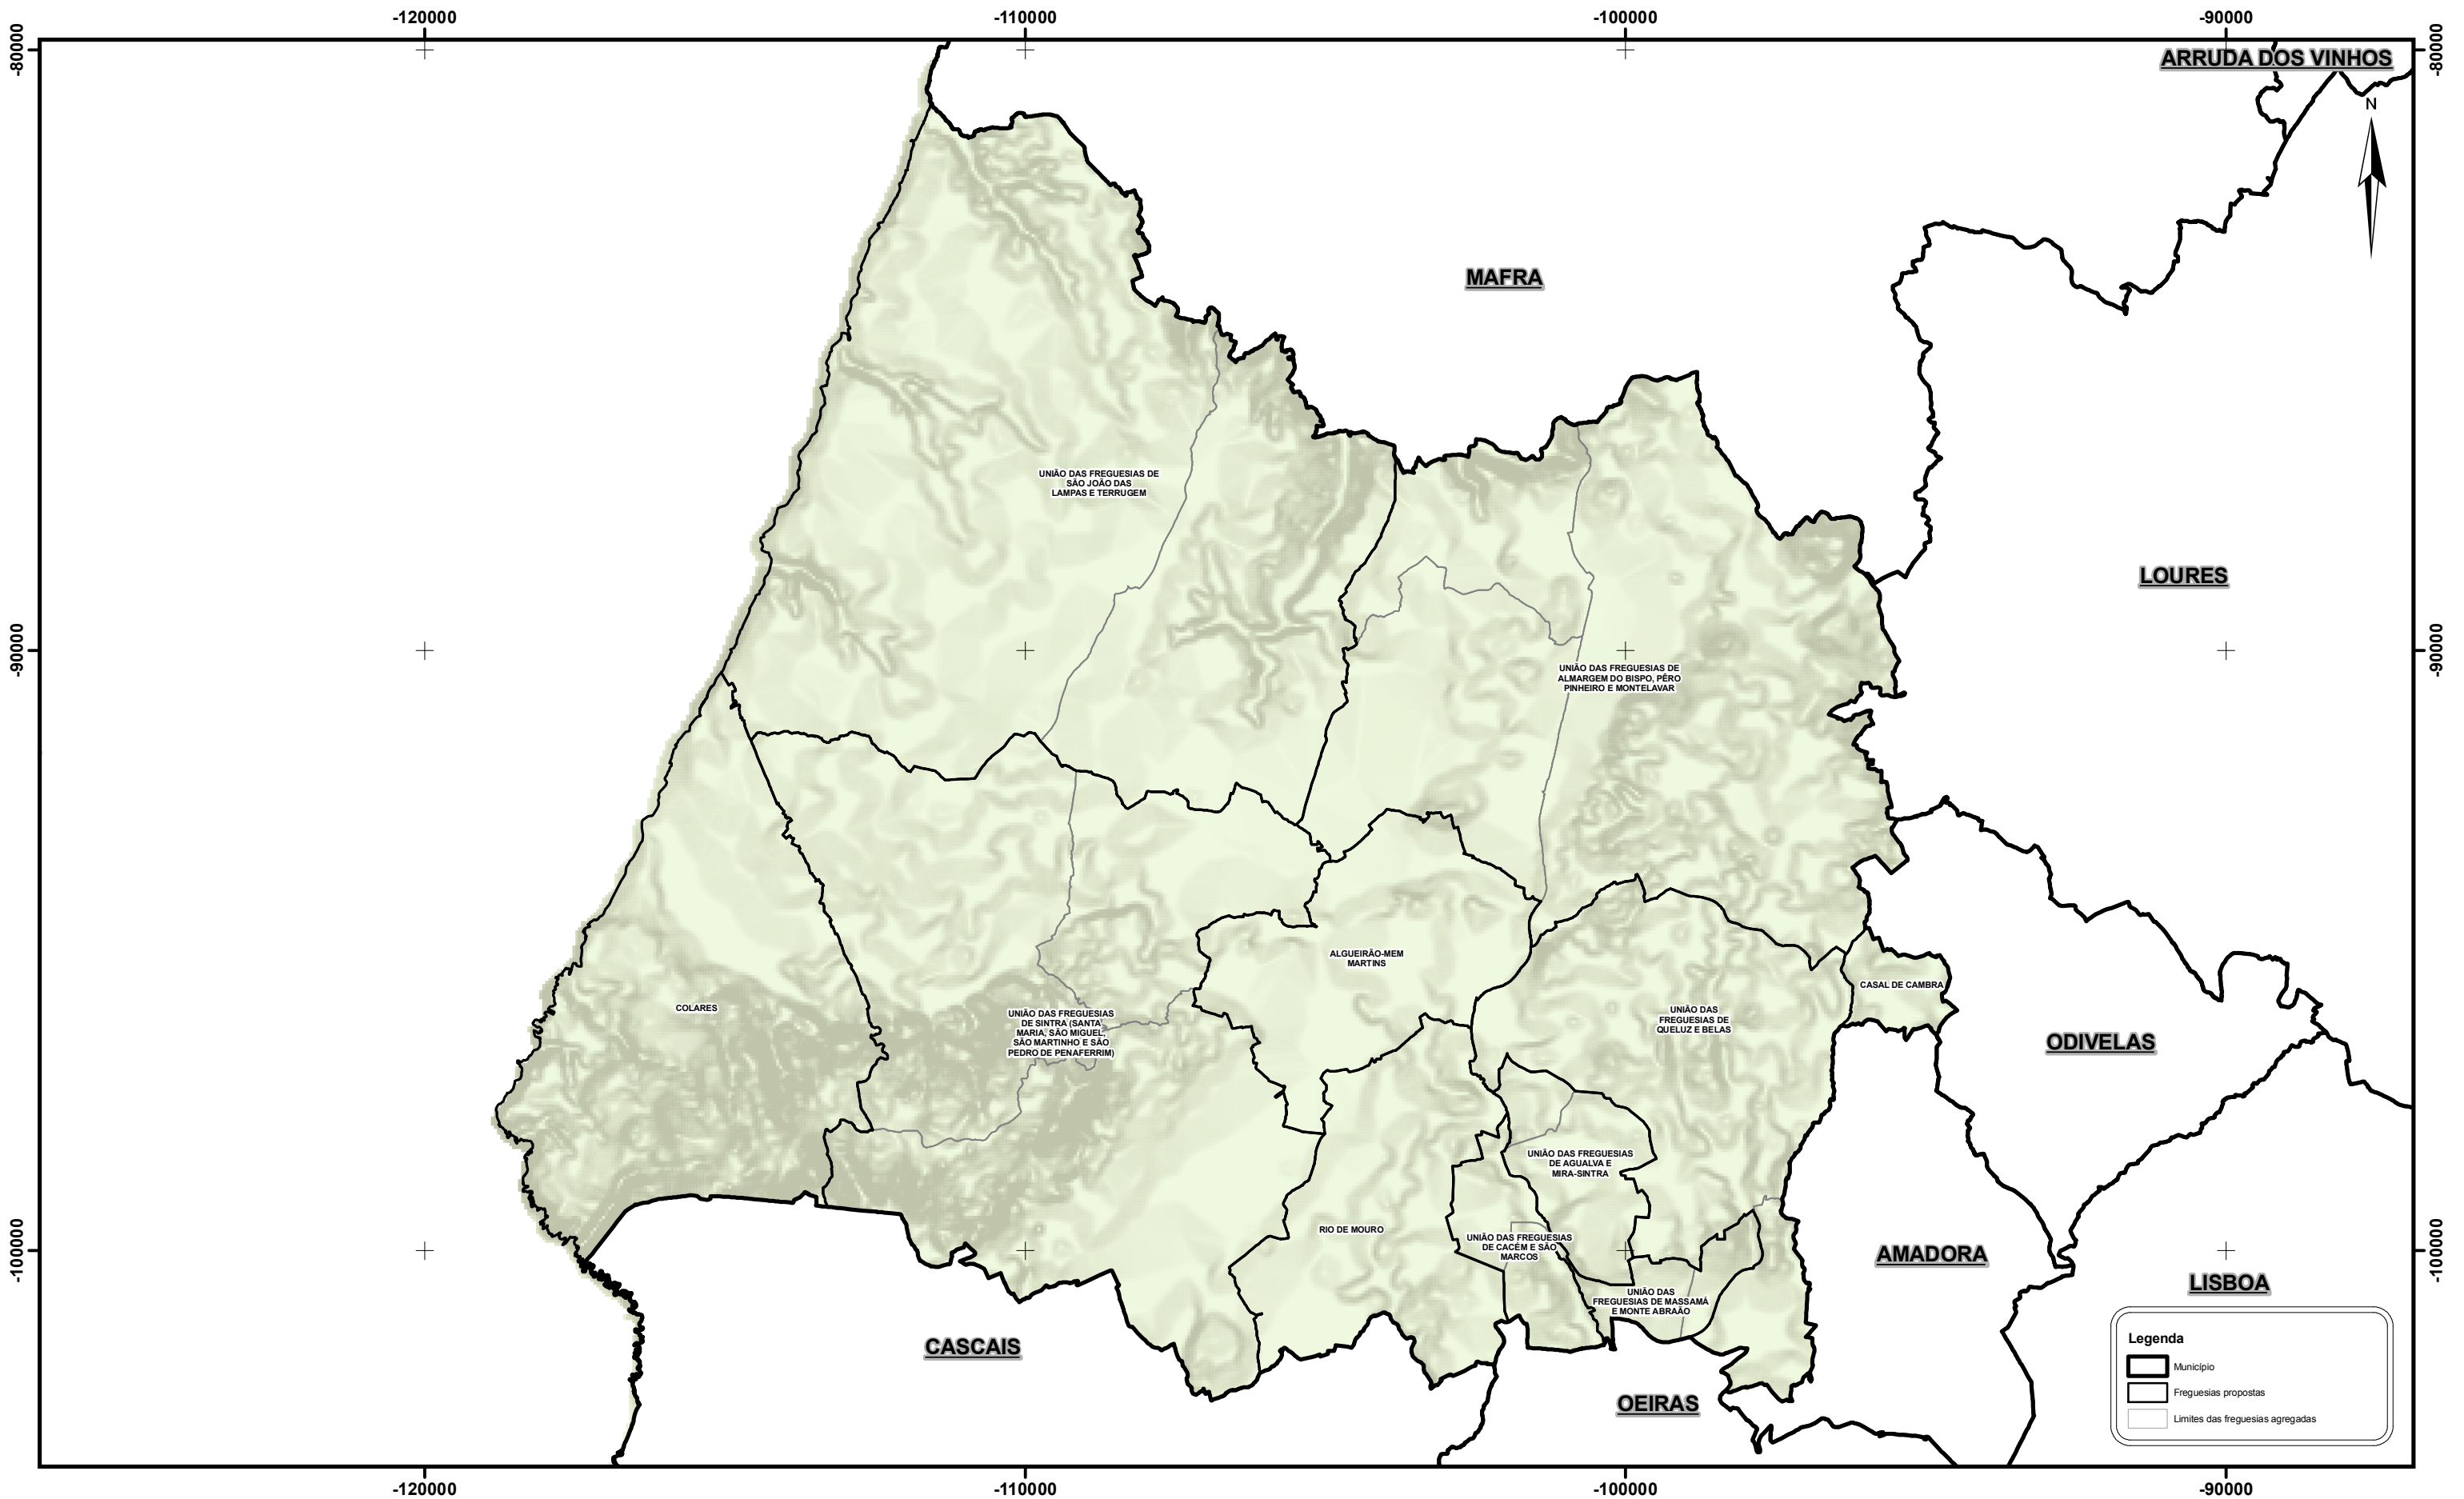 -120000
-110000
-100000
-90000
-80000
-80000
ARRUDA DOS VINHOS
N
MAFRA
UNIÃO DAS FREGUESIAS DE
SÃO JOÃO DAS
LAMPAS E TERRUGEM
LOURES
-90000
-90000
UNIÃO DAS FREGUESIAS DE
ALMARGEM DO BISPO, PÊRO
PINHEIRO E MONTELAVAR
ALGUEIRÃO-MEM
MARTINS
CASAL DE CAMBRA
COLARES
UNIÃO DAS FREGUESIAS
DE SINTRA (SANTA
MARIA, SÃO MIGUEL,
SÃO MARTINHO E SÃO
PEDRO DE PENAFERRIM)
UNIÃO DAS
FREGUESIAS DE
QUELUZ E BELAS
ODIVELAS
UNIÃO DAS FREGUESIAS
DE AGUALVA E
MIRA-SINTRA
RIO DE MOURO
UNIÃO DAS FREGUESIAS
DE CACÉM E SÃO
MARCOS
-100000
-100000
AMADORA
LISBOA
UNIÃO DAS
FREGUESIAS DE MASSAMÁ
E MONTE ABRAÃO
CASCAIS
OEIRAS
Legenda
Município
Freguesias propostas
Limites das freguesias agregadas
-120000
-110000
-100000
-90000